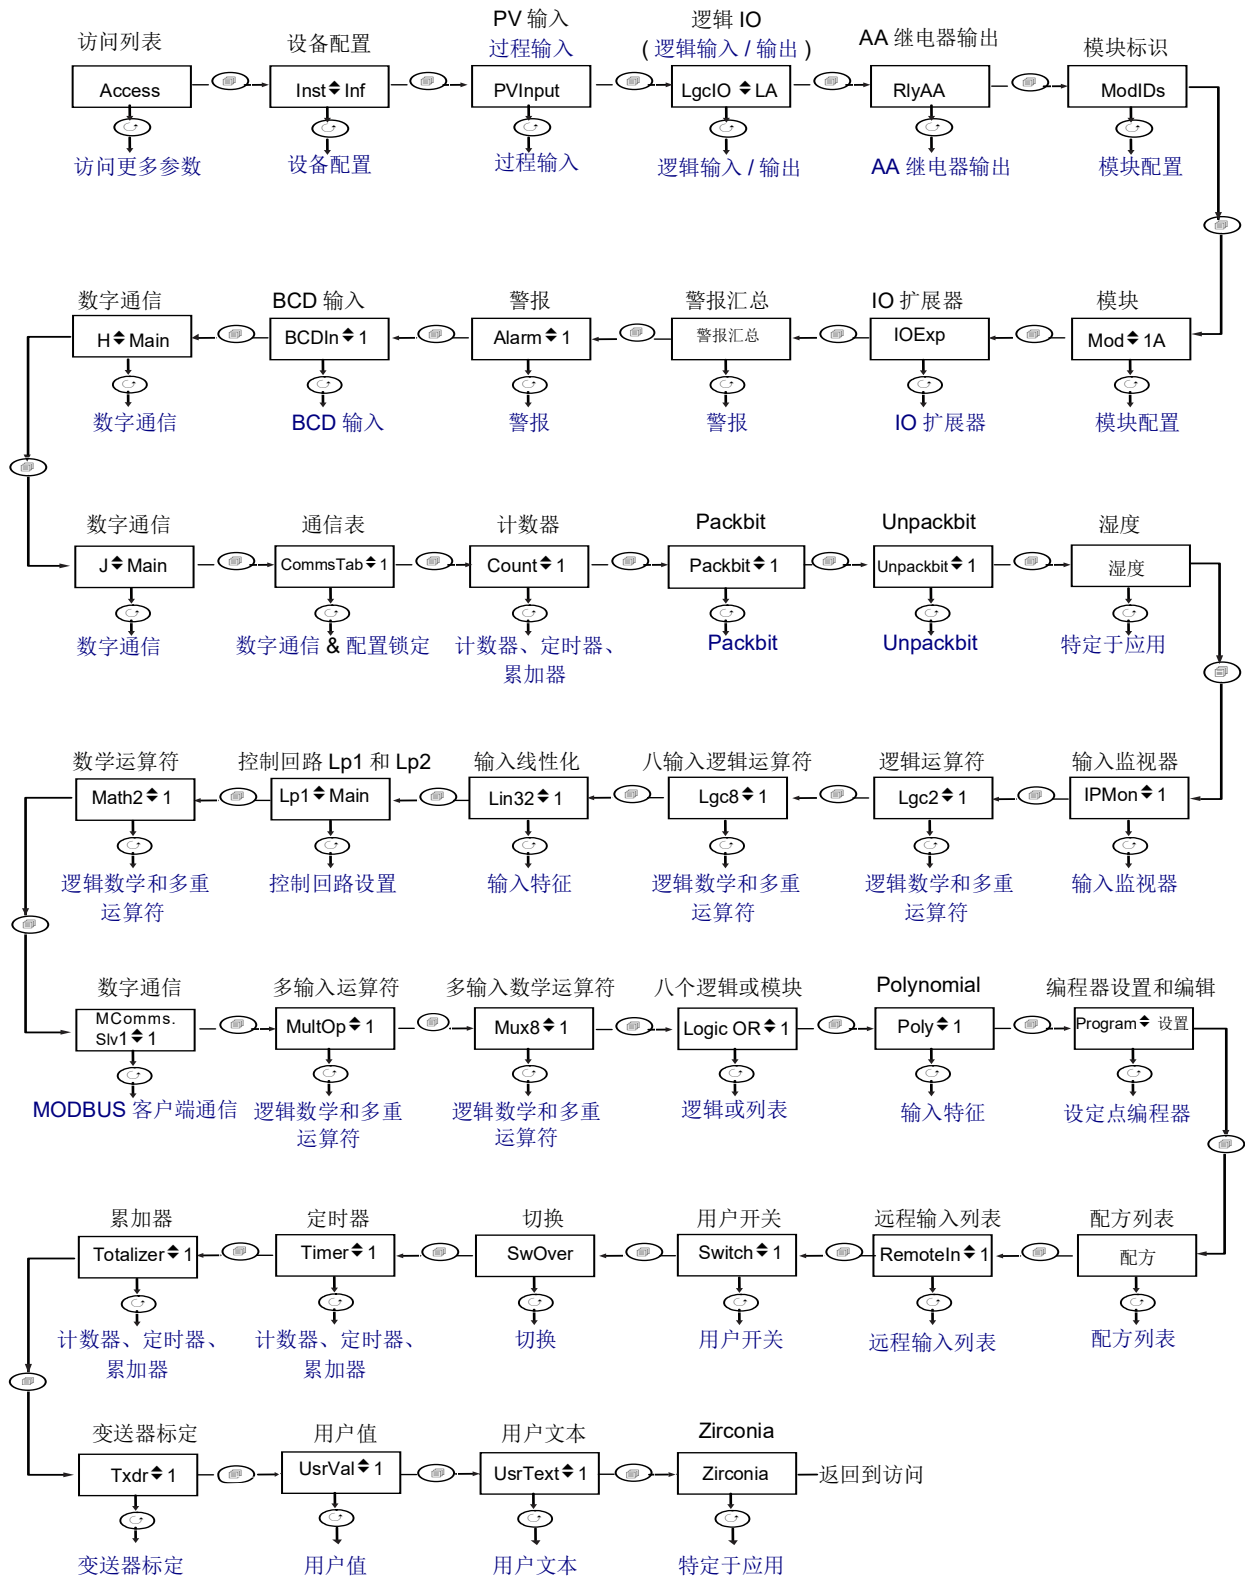 访问列表
设备配置
PV 输入
过程输入
逻辑 IO
( 逻辑输入 / 输出 )
AA 继电器输出
模块标识
Access
Inst Inf
PVInput
LgcIO LA
RlyAA
ModIDs
访问更多参数
设备配置
过程输入
逻辑输入 / 输出
AA 继电器输出
模块配置
数字通信
BCD 输入
警报
警报汇总
IO 扩展器
模块
H Main
BCDIn 1
Alarm 1
警报汇总
IOExp
Mod 1A
数字通信
BCD 输入
警报
警报
IO 扩展器
模块配置
数字通信
通信表
计数器
Packbit
Unpackbit
湿度
J Main
CommsTab 1
Count 1
Packbit 1
Unpackbit 1
湿度
数字通信
数字通信 & 配置锁定
计数器、定时器、
累加器
Packbit
Unpackbit
特定于应用
数学运算符
控制回路 Lp1 和 Lp2
输入线性化
八输入逻辑运算符
逻辑运算符
输入监视器
Math2 1
Lp1 Main
Lin32 1
Lgc8 1
Lgc2 1
IPMon 1
逻辑数学和多重
运算符
控制回路设置
输入特征
逻辑数学和多重
运算符
逻辑数学和多重
运算符
输入监视器
数字通信
多输入运算符
多输入数学运算符
八个逻辑或模块
Polynomial
编程器设置和编辑
MComms.
Slv1 1
MultOp 1
Mux8 1
Logic OR 1
Poly 1
Program 设置
MODBUS 客户端通信
逻辑数学和多重
运算符
逻辑数学和多重
运算符
逻辑或列表
输入特征
设定点编程器
累加器
定时器
切换
用户开关
远程输入列表
配方列表
Totalizer 1
Timer 1
SwOver
Switch 1
RemoteIn 1
配方
计数器、定时器、
累加器
计数器、定时器、
累加器
切换
用户开关
远程输入列表
配方列表
变送器标定
用户值
用户文本
Zirconia
Txdr 1
UsrVal 1
UsrText 1
Zirconia
返回到访问
变送器标定
用户值
用户文本
特定于应用